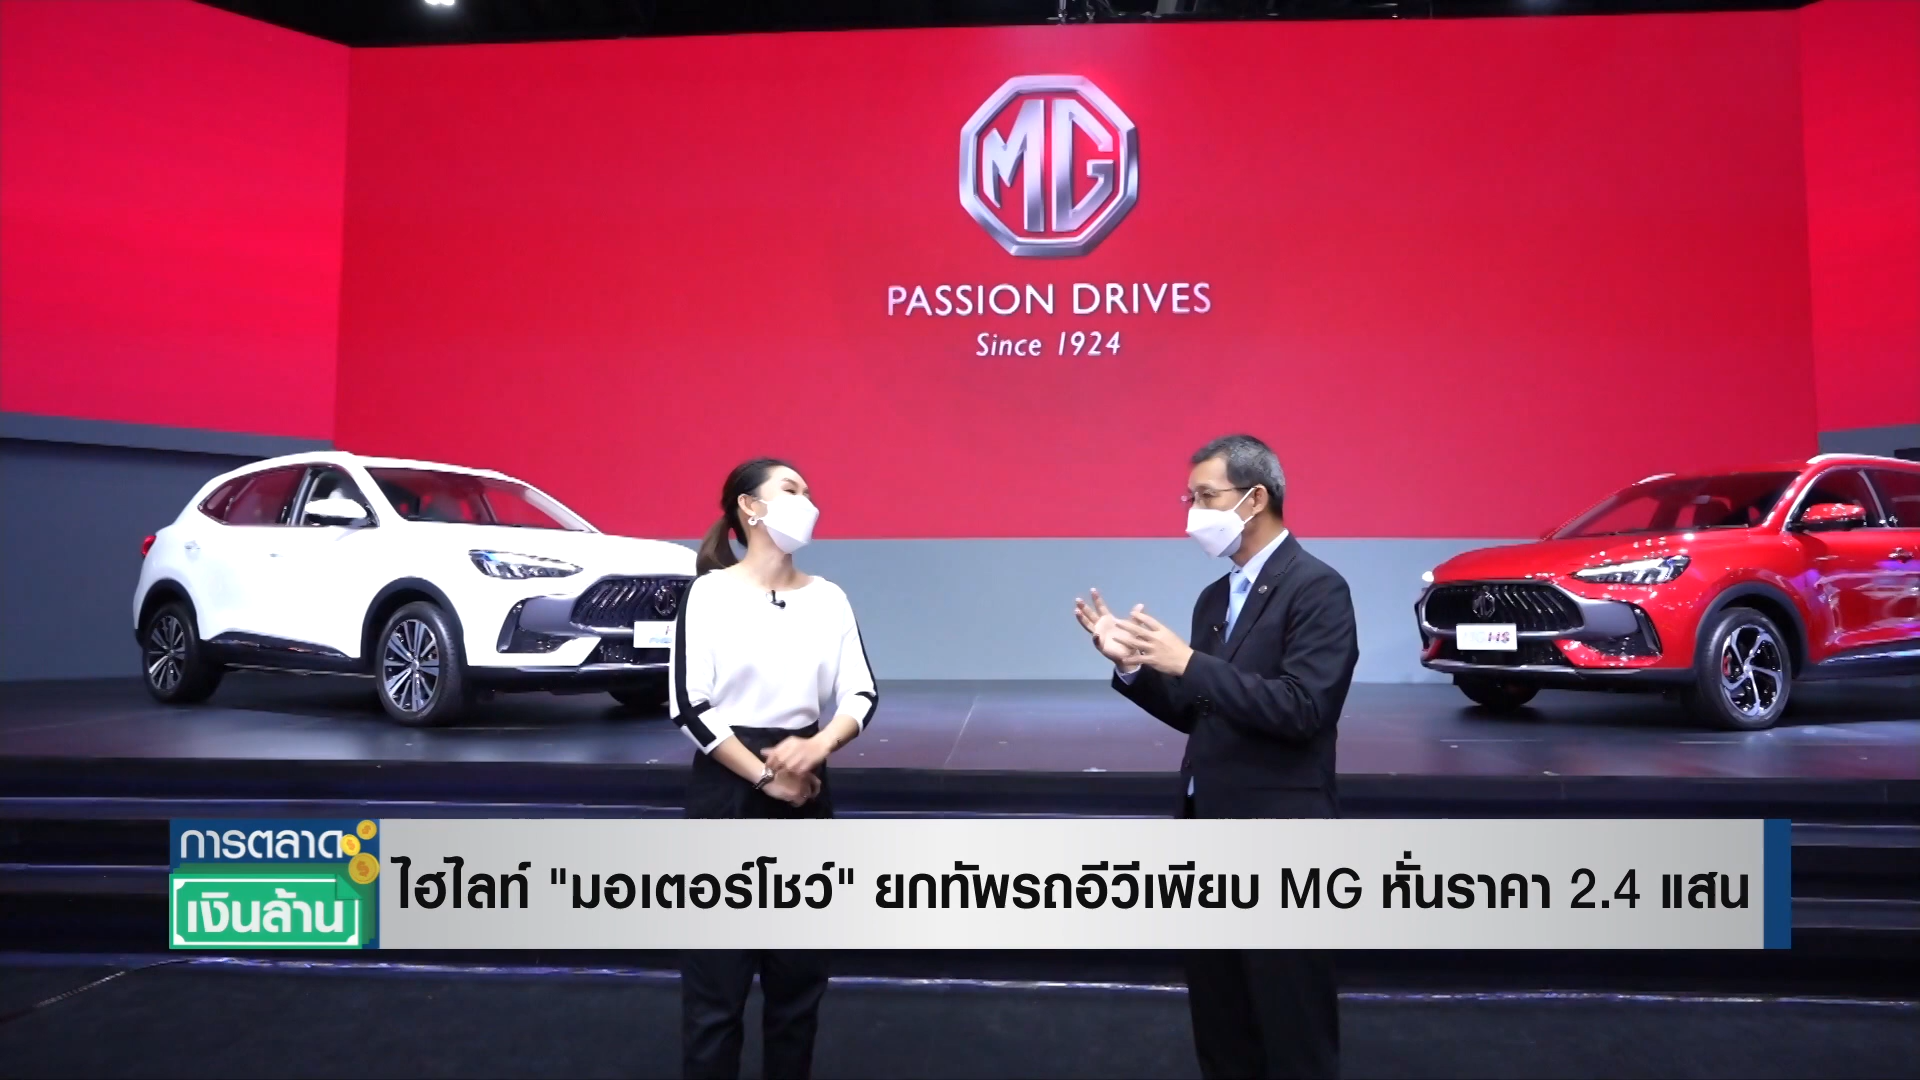 MG
PASSION DRIVES
Since 1924
MG HS
การตลาด
เงินล้าน
ไฮไลท์ "มอเตอร์โชว์" ยกทัพรถอีวีเพียบ MG หั่นราคา 2.4 แสน